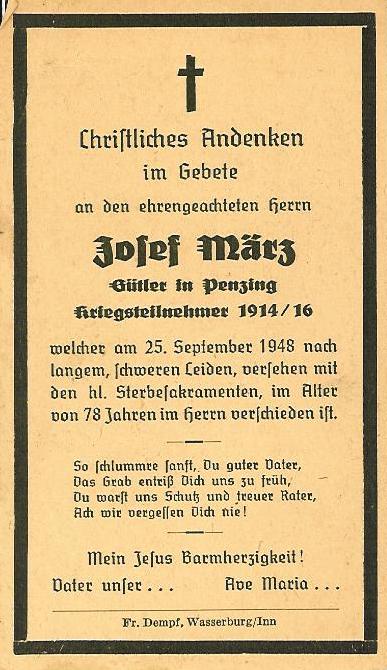 Christliches Andenken
im Gebete
an den ehrengeachteten Herrn
Josef März
Gütler in Penzing
Kriegsteilnehmer 1914/16
welcher am 25. September 1948 nach
langem, schweren Leiden, versehen mit
den hl. Sterbesakramenten, im Alter
von 78 Jahren im Herrn verschieden ist.
So schlummre sanft, Du guter Vater,
Das Grab entriß Dich uns zu früh,
Du warst uns Schutz und treuer Rater,
Ach wir vergessen Dich nie!
Mein Jesus Barmherzigkeit!
Vater unser . . . Ave Maria . . .
Fr. Dempf, Wasserburg/Inn